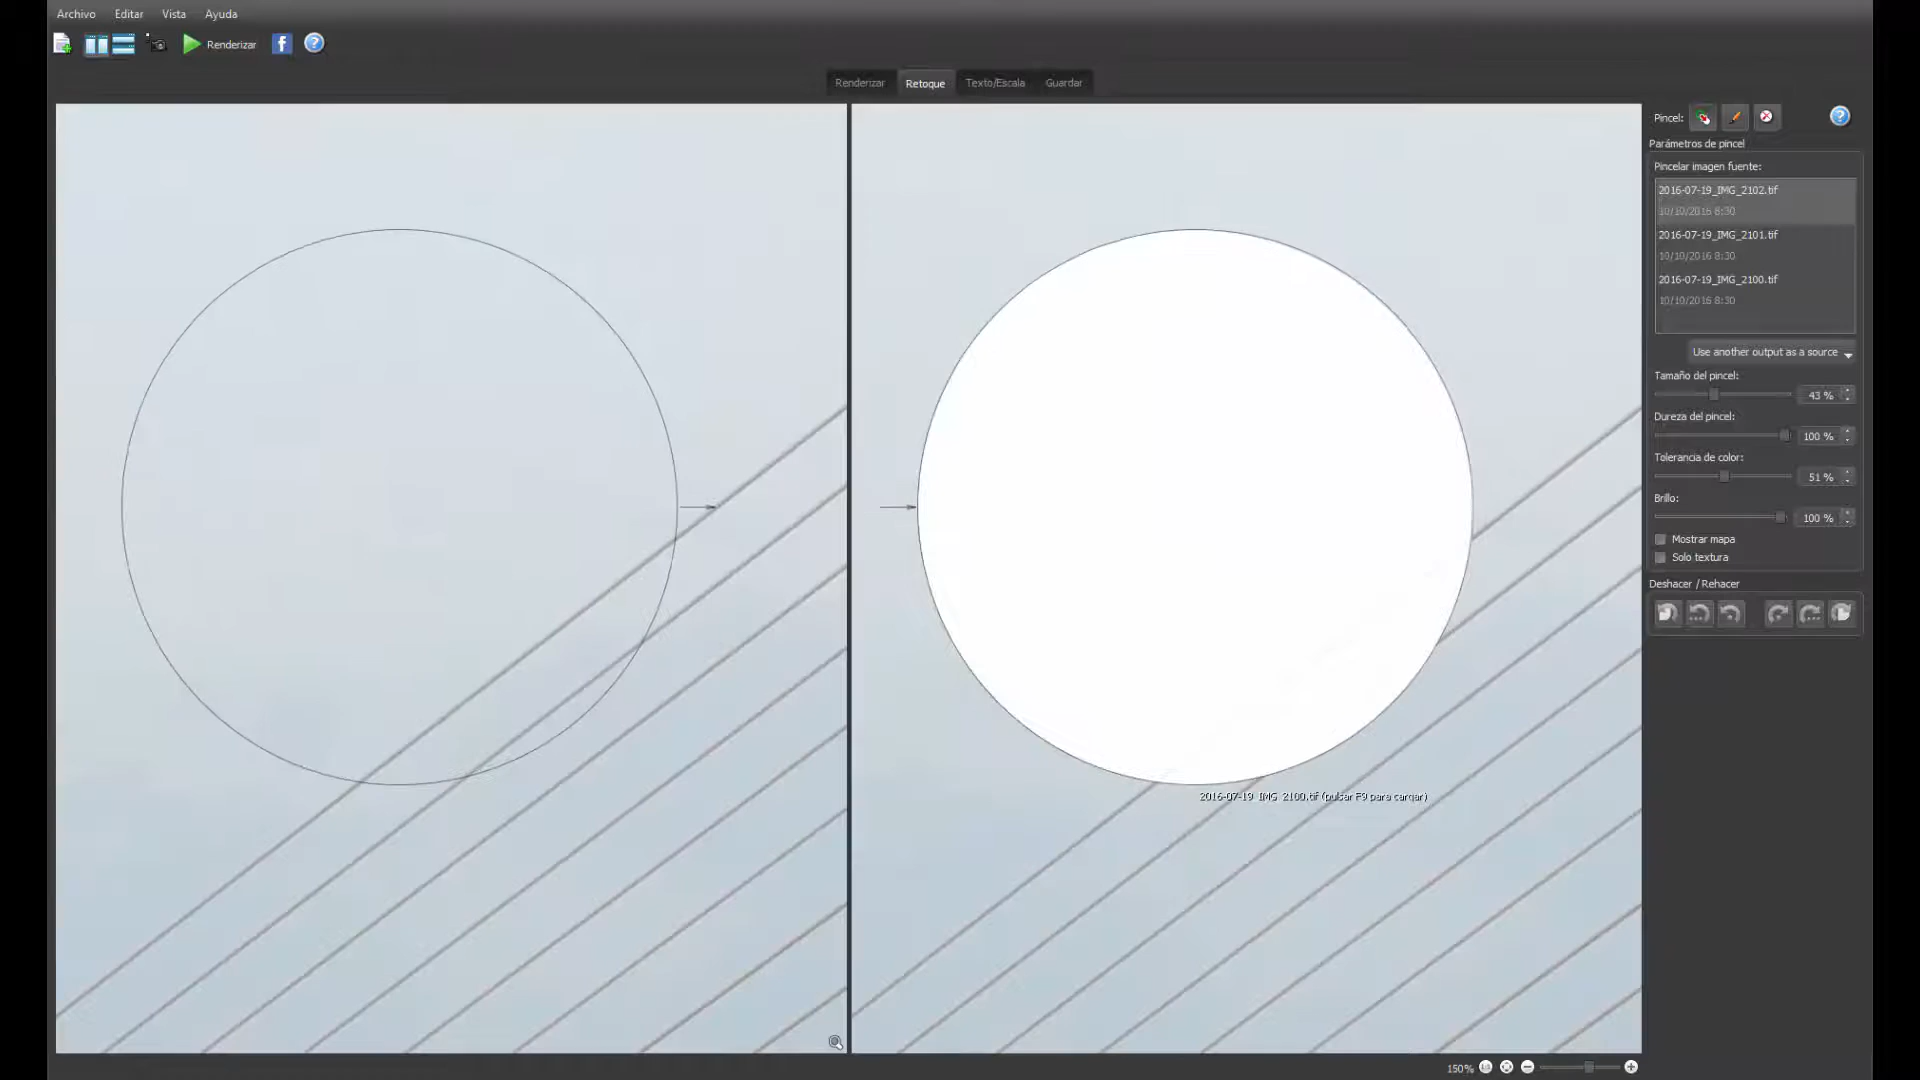 Archivo Editar Vista Ayuda
Renderizar
Renderizar Retoque Texto/Escala Guardar
Pincel:
Parámetros de pincel
Pincelar imagen fuente:
2016-07-19_IMG_2102.tif
10/10/2016 8:30
2016-07-19_IMG_2101.tif
10/10/2016 8:30
2016-07-19_IMG_2100.tif
10/10/2016 8:30
Use another output as a source
Tamaño del pincel:
43 %
Dureza del pincel:
100 %
Tolerancia de color:
51 %
Brillo:
100 %
Mostrar mapa
Solo textura
Deshacer / Rehacer
2016-07-19_IMG_2100.tif (pulsar F9 para cargar)
150%